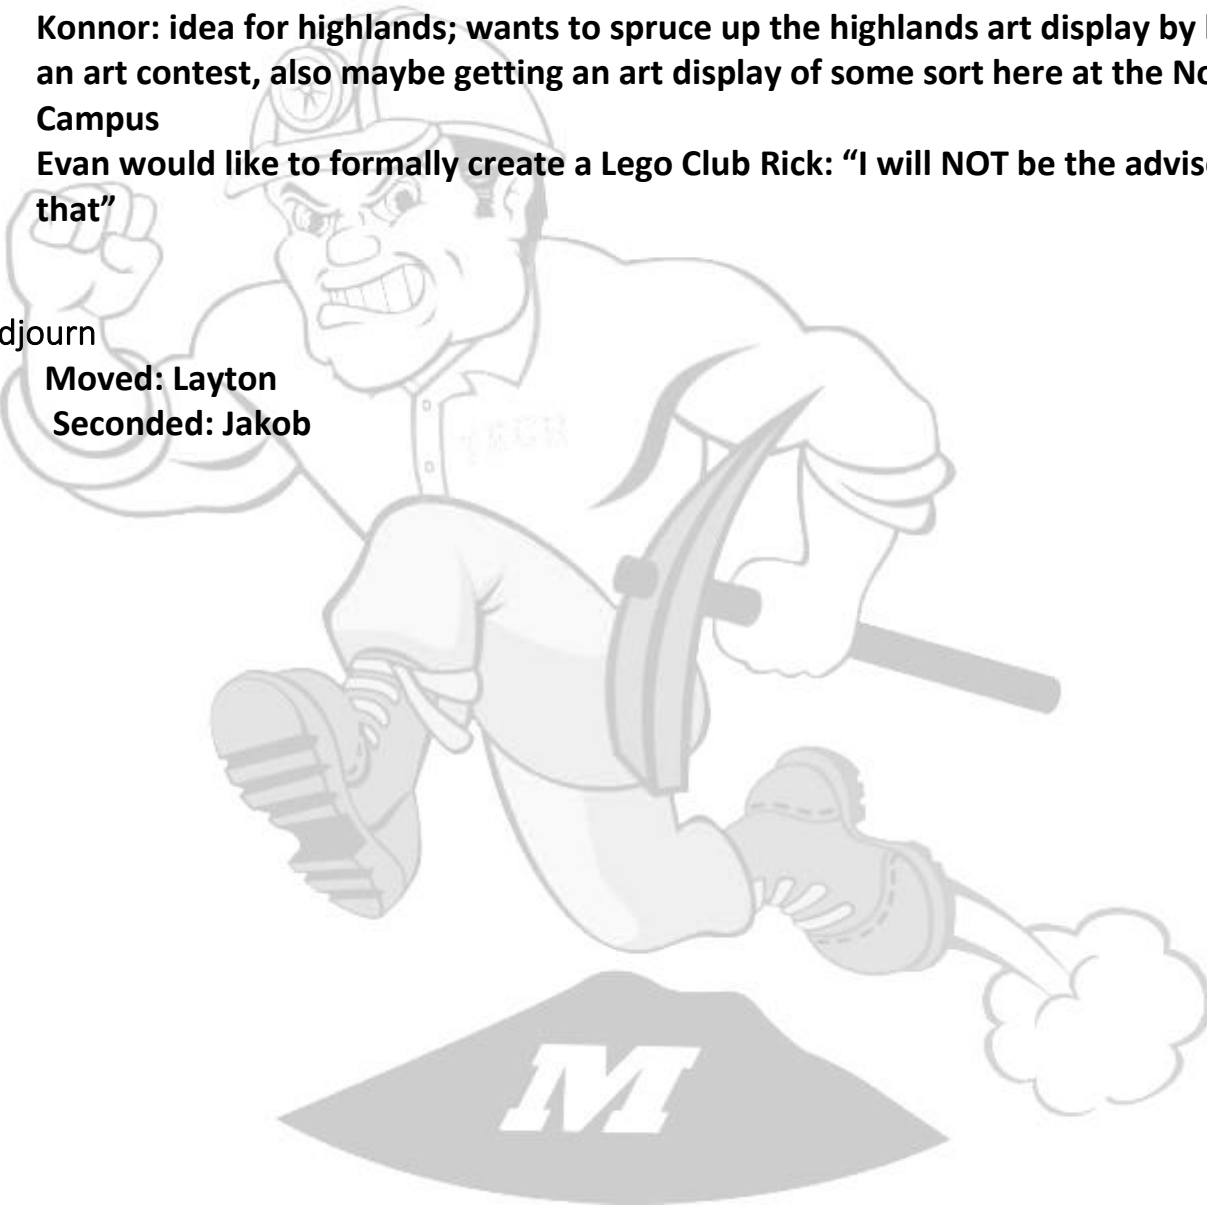 Konnor: idea for highlands; wants to spruce up the highlands art display by
an art contest, also maybe getting an art display of some sort here at the
Campus
Evan would like to formally create a Lego Club Rick: “I will NOT be the
that”
djourn
Moved: Layton
Seconded: Jakob
M